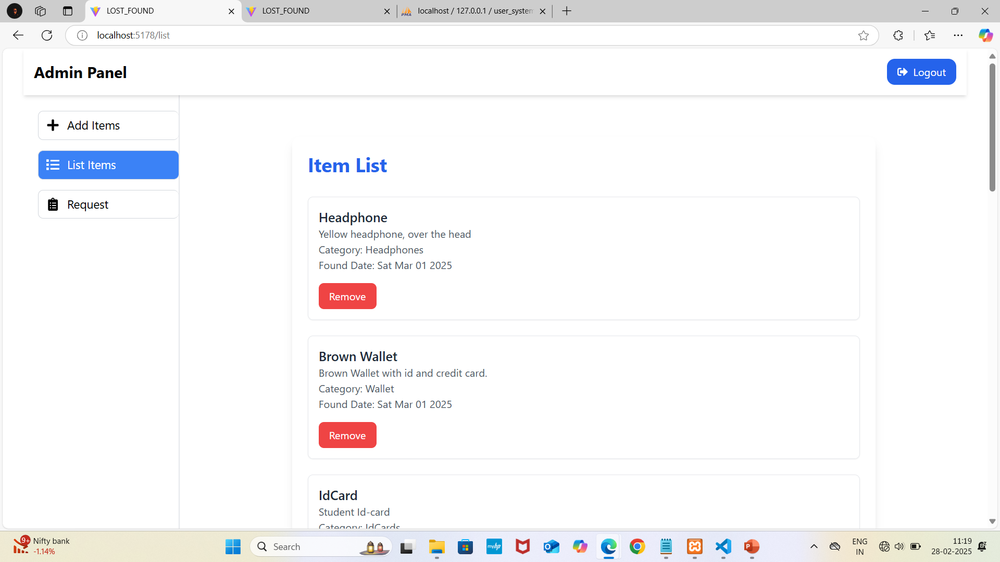 LOST_FOUND
LOST_FOUND
PMA
localhost / 127.0.0.1 / user_system
localhost:5178/list
Admin Panel
Logout
Add Items
List Items
Request
Item List
Headphone
Yellow headphone, over the head
Category: Headphones
Found Date: Sat Mar 01 2025
Remove
Brown Wallet
Brown Wallet with id and credit card.
Category: Wallet
Found Date: Sat Mar 01 2025
Remove
IdCard
Student Id-card
Category: IdCards
9+
Nifty bank
-1.14%
Search
myhp
ENG
IN
11:19
28-02-2025